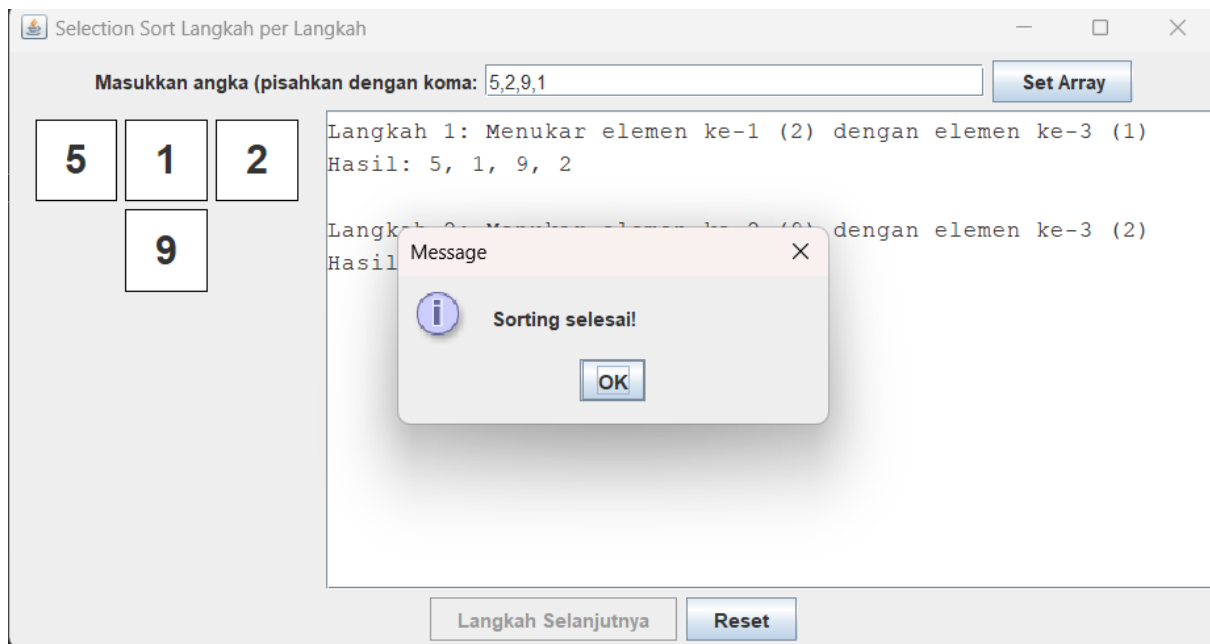 Selection Sort Langkah per Langkah
Masukkan angka (pisahkan dengan koma: 5,2,9,1 Set Array
5 1 2
9
Langkah 1: Menukar elemen ke-1 (2) dengan elemen ke-3 (1)
Hasil: 5, 1, 9, 2
dengan elemen ke-3 (2)
Hasil
Message
Sorting selesai!
OK
Langkah Selanjutnya Reset